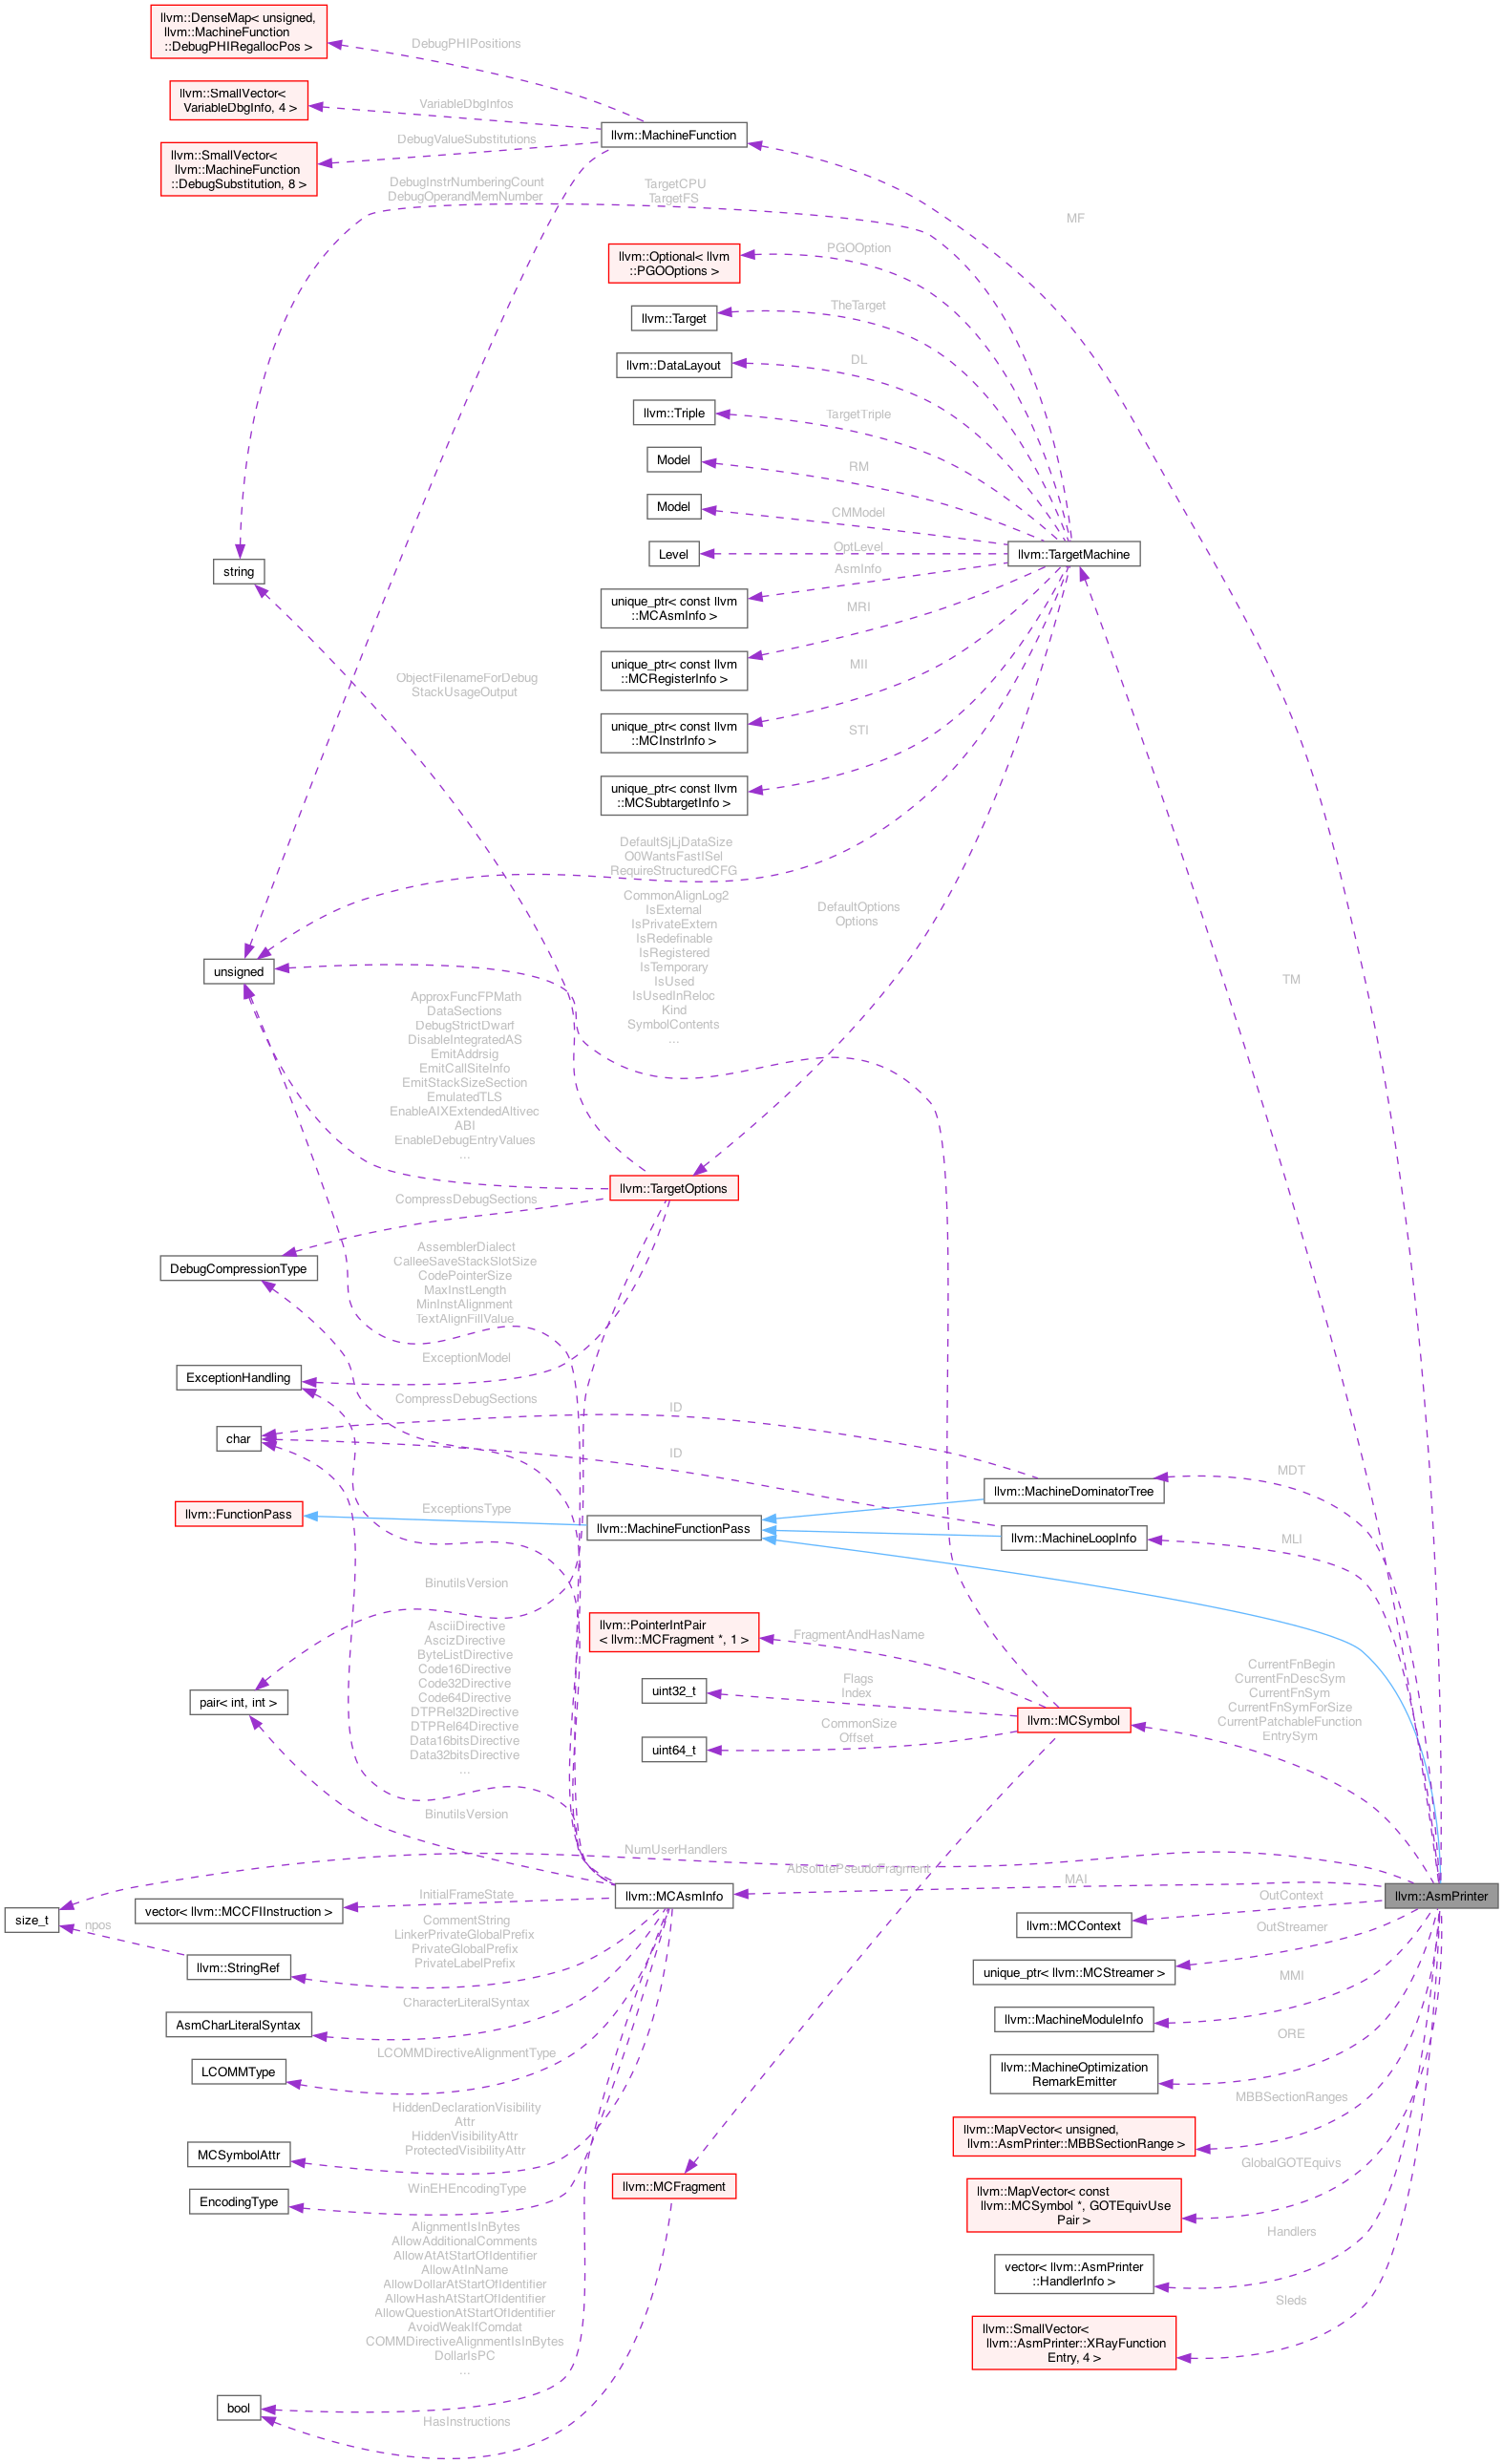 llvm::DenseMap< unsigned,
llvm::MachineFunction
::DebugPHIRegallocPos >
DebugPHIPositions
llvm::SmallVector<
VariableDbgInfo, 4 >
VariableDbgInfos
llvm::MachineFunction
llvm::SmallVector<
llvm::MachineFunction
::DebugSubstitution, 8 >
DebugValueSubstitutions
DebugInstrNumberingCount
DebugOperandMemNumber
TargetCPU
TargetFS
MF
llvm::Optional< llvm
::PGOOptions >
PGOOption
llvm::Target
TheTarget
llvm::DataLayout
DL
llvm::Triple
TargetTriple
Model
RM
Model
CMModel
Level
OptLevel
llvm::TargetMachine
string
AsmInfo
unique_ptr< const llvm
::MCAsmInfo >
MRI
unique_ptr< const llvm
::MCRegisterInfo >
MII
ObjectFilenameForDebug
StackUsageOutput
unique_ptr< const llvm
::MCInstrInfo >
STI
unique_ptr< const llvm
::MCSubtargetInfo >
DefaultSjLjDataSize
O0WantsFastISel
RequireStructuredCFG
CommonAlignLog2
IsExternal
IsPrivateExtern
IsRedefinable
IsRegistered
IsTemporary
IsUsed
IsUsedInReloc
Kind
SymbolContents
...
DefaultOptions
Options
unsigned
TM
ApproxFuncFPMath
DataSections
DebugStrictDwarf
DisableIntegratedAS
EmitAddrsig
EmitCallSiteInfo
EmitStackSizeSection
EmulatedTLS
EnableAIXExtendedAltivec
ABI
EnableDebugEntryValues
...
llvm::TargetOptions
CompressDebugSections
DebugCompressionType
AssemblerDialect
CalleeSaveStackSlotSize
CodePointerSize
MaxInstLength
MinInstAlignment
TextAlignFillValue
ExceptionModel
ExceptionHandling
CompressDebugSections
char
ID
ID
MDT
llvm::MachineDominatorTree
llvm::FunctionPass
ExceptionsType
llvm::MachineFunctionPass
llvm::MachineLoopInfo
MLI
BinutilsVersion
AsciiDirective
AscizDirective
ByteListDirective
Code16Directive
Code32Directive
Code64Directive
DTPRel32Directive
DTPRel64Directive
Data16bitsDirective
Data32bitsDirective
...
llvm::PointerIntPair
< llvm::MCFragment *, 1 >
FragmentAndHasName
CurrentFnBegin
CurrentFnDescSym
CurrentFnSym
CurrentFnSymForSize
CurrentPatchableFunction
EntrySym
pair< int, int >
uint32_t
Flags
Index
llvm::MCSymbol
uint64_t
CommonSize
Offset
BinutilsVersion
NumUserHandlers
AbsolutePseudoFragment
MAI
llvm::AsmPrinter
llvm::MCAsmInfo
InitialFrameState
vector< llvm::MCCFIInstruction >
size_t
npos
CommentString
LinkerPrivateGlobalPrefix
PrivateGlobalPrefix
PrivateLabelPrefix
llvm::StringRef
OutContext
llvm::MCContext
OutStreamer
unique_ptr< llvm::MCStreamer >
CharacterLiteralSyntax
AsmCharLiteralSyntax
MMI
llvm::MachineModuleInfo
LCOMMDirectiveAlignmentType
LCOMMType
ORE
llvm::MachineOptimization
RemarkEmitter
HiddenDeclarationVisibility
Attr
HiddenVisibilityAttr
ProtectedVisibilityAttr
MCSymbolAttr
MBBSectionRanges
llvm::MapVector< unsigned,
llvm::AsmPrinter::MBBSectionRange >
WinEHEncodingType
EncodingType
llvm::MCFragment
GlobalGOTEquivs
llvm::MapVector< const
llvm::MCSymbol *, GOTEquivUse
Pair >
AlignmentIsInBytes
AllowAdditionalComments
AllowAtAtStartOfIdentifier
AllowAtInName
AllowDollarAtStartOfIdentifier
AllowHashAtStartOfIdentifier
AllowQuestionAtStartOfIdentifier
AvoidWeakIfComdat
COMMDirectiveAlignmentIsInBytes
DollarIsPC
...
Handlers
vector< llvm::AsmPrinter
::HandlerInfo >
Sleds
llvm::SmallVector<
llvm::AsmPrinter::XRayFunction
Entry, 4 >
bool
HasInstructions